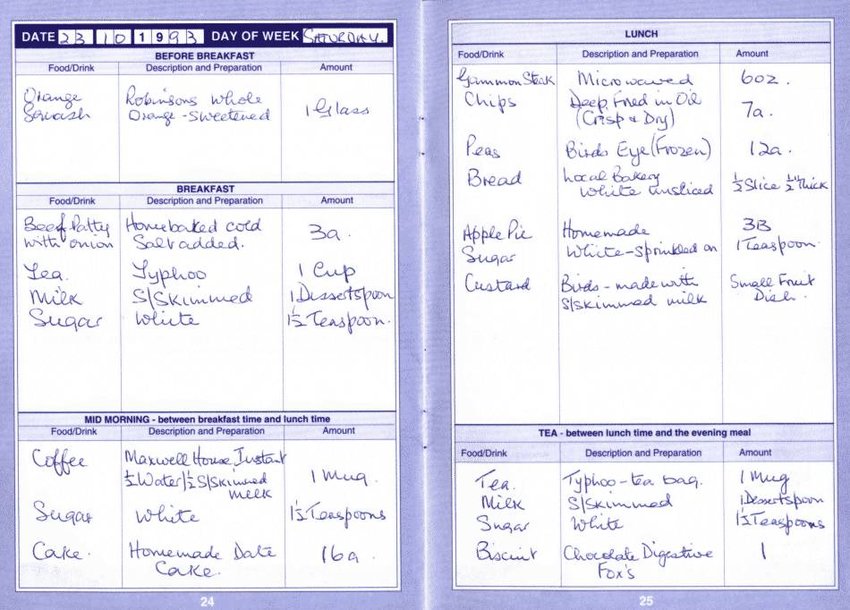 DATE 23 10 1993 DAY OF WEEK SATURDAY.
BEFORE BREAKFAST
Food/Drink Description and Preparation Amount
Orange Robinsons Whole
Squash Orange - Sweetened 1 Glass
BREAKFAST
Food/Drink Description and Preparation Amount
Beef Patty Homebaked cold 3a.
with onion Salt added.
Tea. Typhoo 1 Cup
Milk S/Skimmed 1 Dessertspoon
Sugar White 1½ Teaspoon.
MID MORNING - between breakfast time and lunch time
Food/Drink Description and Preparation Amount
Coffee Maxwell House Instant
½Water/½S/Skimmed 1 Mug.
milk
Sugar White 1½ Teaspoons
Cake. Homemade Date 16a.
Cake.
24
LUNCH
Food/Drink Description and Preparation Amount
Gammon Steak Microwaved 6oz.
Chips Deep Fried in Oil 7a.
(Crisp & Dry)
Peas Birds Eye (Frozen) 12a.
Bread Local Bakery
White unsliced ½ Slice ½" Thick
Apple Pie Homemade 3B
Sugar White - Sprinkled on 1 Teaspoon.
Custard Birds - made with Small Fruit
S/Skimmed milk Dish.
TEA - between lunch time and the evening meal
Food/Drink Description and Preparation Amount
Tea. Typhoo - tea bag. 1 Mug
Milk S/Skimmed 1 Dessertspoon
Sugar White 1½ Teaspoons
Biscuit Chocolate Digestive 1
Fox's
25